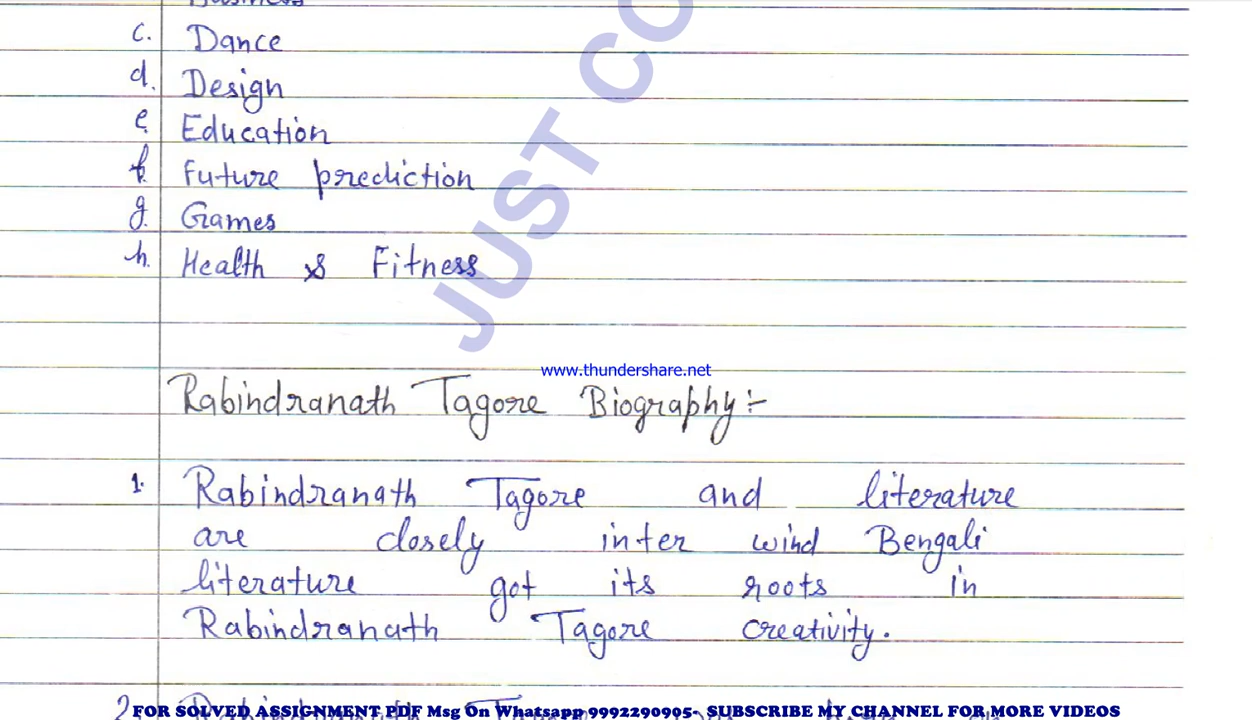 Business
c. Dance
d. Design
e. Education
f. Future prediction
g. Games
h. Health & Fitness
JUST CO
www.thundershare.net
Rabindranath Tagore Biography :-
1. Rabindranath Tagore and literature
are closely inter wind Bengali
literature got its roots in
Rabindranath Tagore creativity.
2
FOR SOLVED ASSIGNMENT PDF Msg On Whatsapp 9992290905- SUBSCRIBE MY CHANNEL FOR MORE VIDEOS